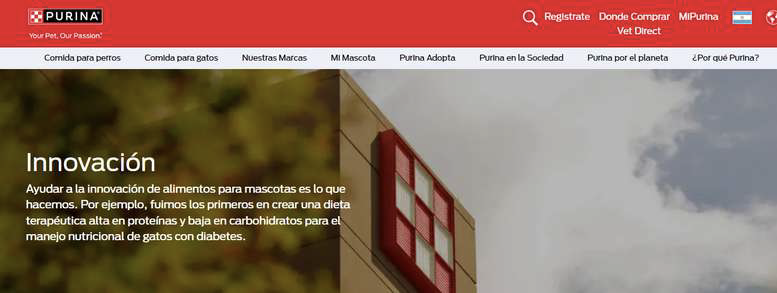 PURINA
Your Pet, Our Passion.®
Registrate Donde Comprar MiPurina
Vet Direct
Comida para perros Comida para gatos Nuestras Marcas Mi Mascota Purina Adopta Purina en la Sociedad Purina por el planeta ¿Por qué Purina?
Innovación
Ayudar a la innovación de alimentos para mascotas es lo que
hacemos. Por ejemplo, fuimos los primeros en crear una dieta
terapéutica alta en proteínas y baja en carbohidratos para el
manejo nutricional de gatos con diabetes.